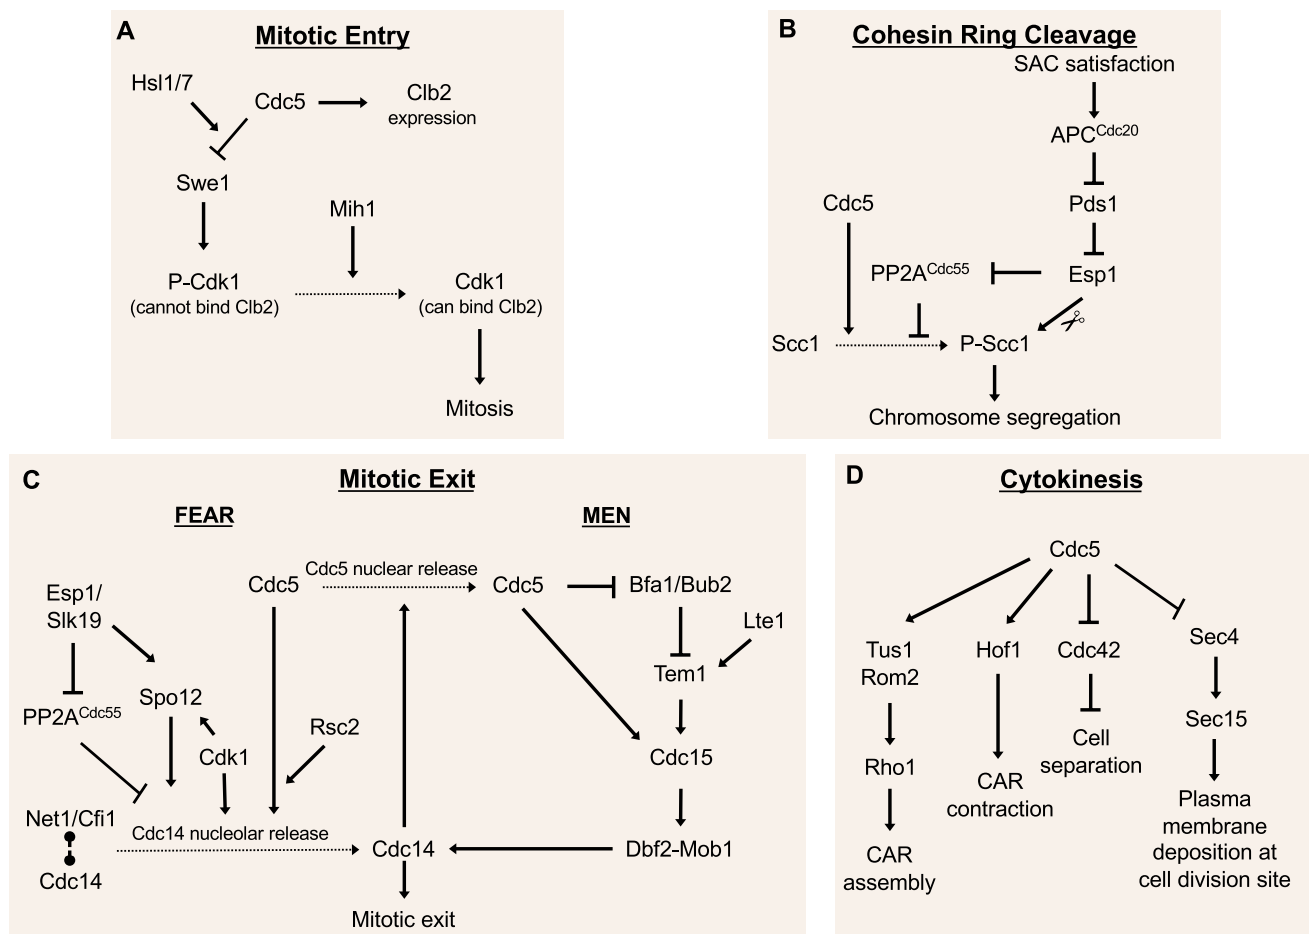 A
Mitotic Entry
Hsl1/7
Cdc5
Clb2
expression
Swe1
Mih1
P-Cdk1
(cannot bind Clb2)
Cdk1
(can bind Clb2)
Mitosis
B
Cohesin Ring Cleavage
SAC satisfaction
APCCdc20
Cdc5
Pds1
PP2ACdc55
Esp1
Scc1
P-Scc1
Chromosome segregation
C
Mitotic Exit
FEAR
MEN
Cdc5
Cdc5 nuclear release
Cdc5
Bfa1/Bub2
Esp1/
Slk19
Lte1
Tem1
Spo12
PP2ACdc55
Rsc2
Cdk1
Cdc15
Net1/Cfi1
Cdc14 nucleolar release
Cdc14
Dbf2-Mob1
Cdc14
Mitotic exit
D
Cytokinesis
Cdc5
Tus1
Rom2
Hof1
Cdc42
Sec4
Rho1
CAR
contraction
Cell
separation
Sec15
CAR
assembly
Plasma
membrane
deposition at
cell division site